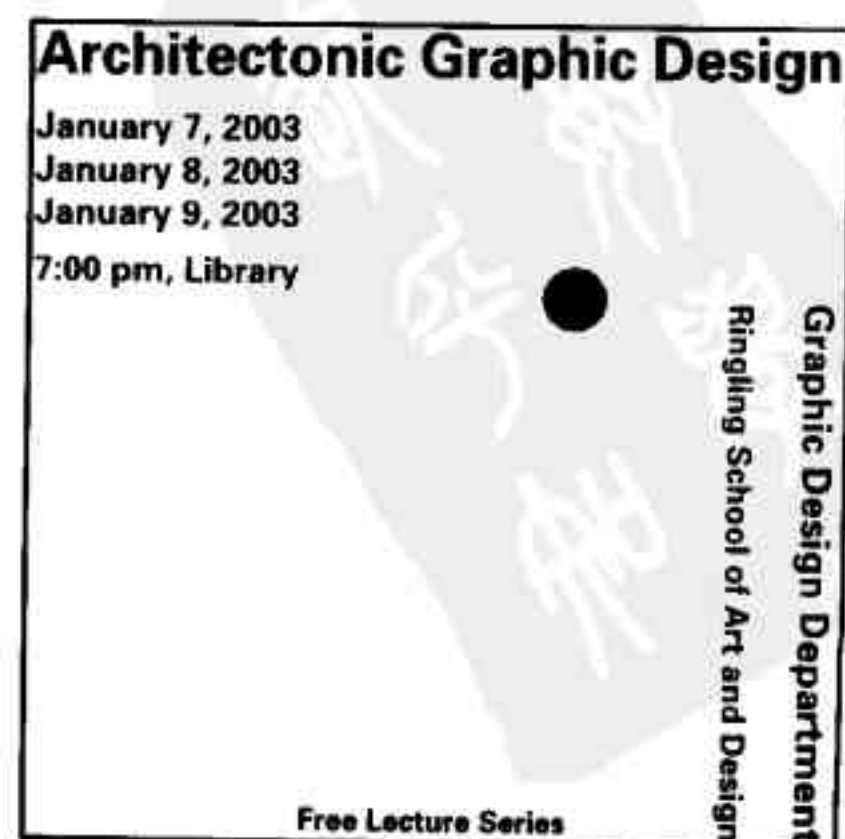 Architectonic Graphic Design
January 7, 2003
January 8, 2003
January 9, 2003
7:00 pm, Library
Graphic Design Department
Ringling School of Art and Design
Free Lecture Series